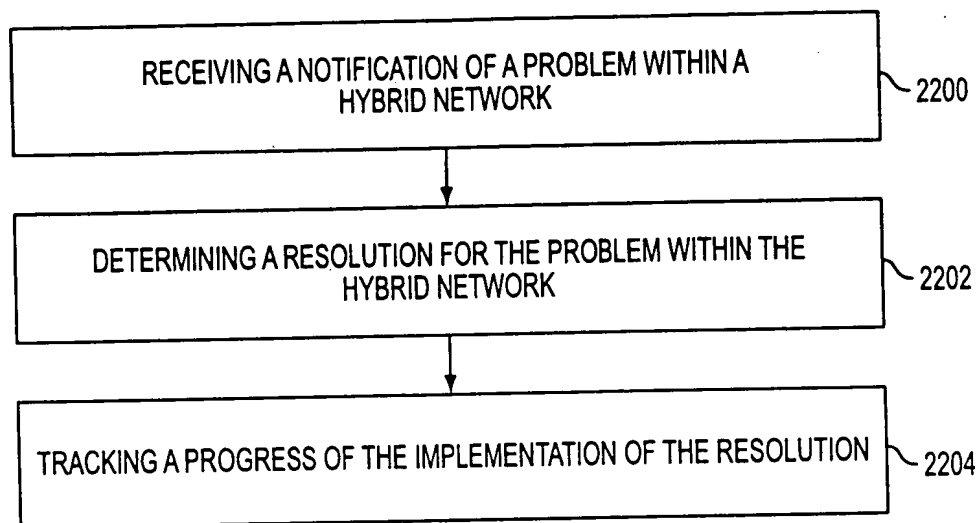 RECEIVING A NOTIFICATION OF A PROBLEM WITHIN A
HYBRID NETWORK
2200
DETERMINING A RESOLUTION FOR THE PROBLEM WITHIN THE
HYBRID NETWORK
2202
TRACKING A PROGRESS OF THE IMPLEMENTATION OF THE RESOLUTION
2204